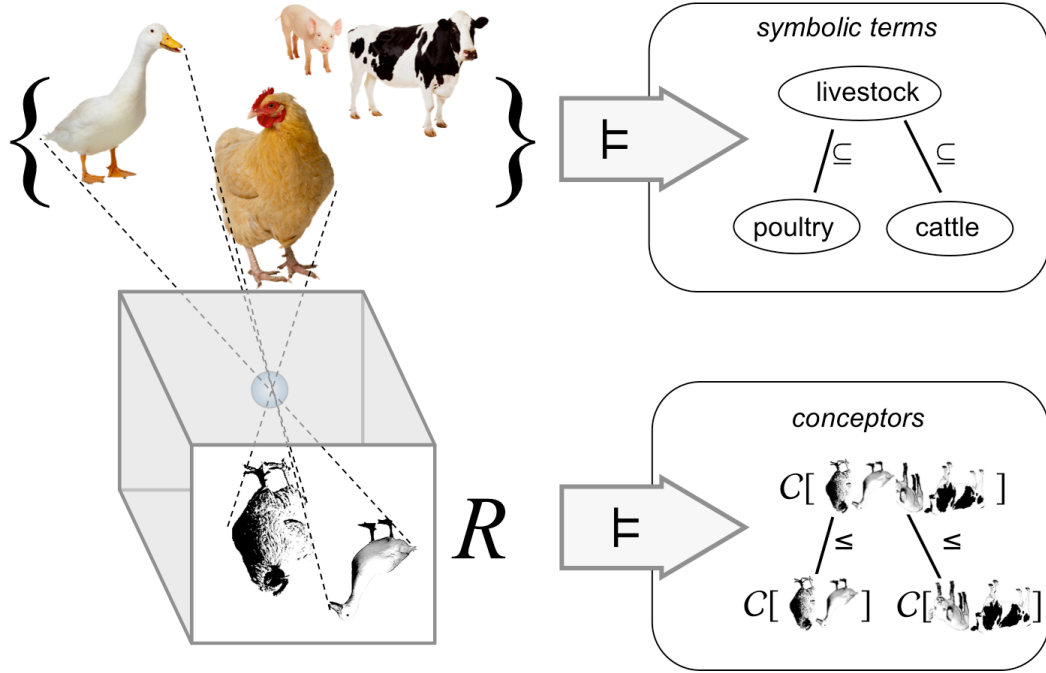 symbolic terms
{ } ⊨ livestock
⊆ ⊆
poultry cattle
conceptors
C[ ]
R ⊨ ≤ ≤
C[ ] C[ ]